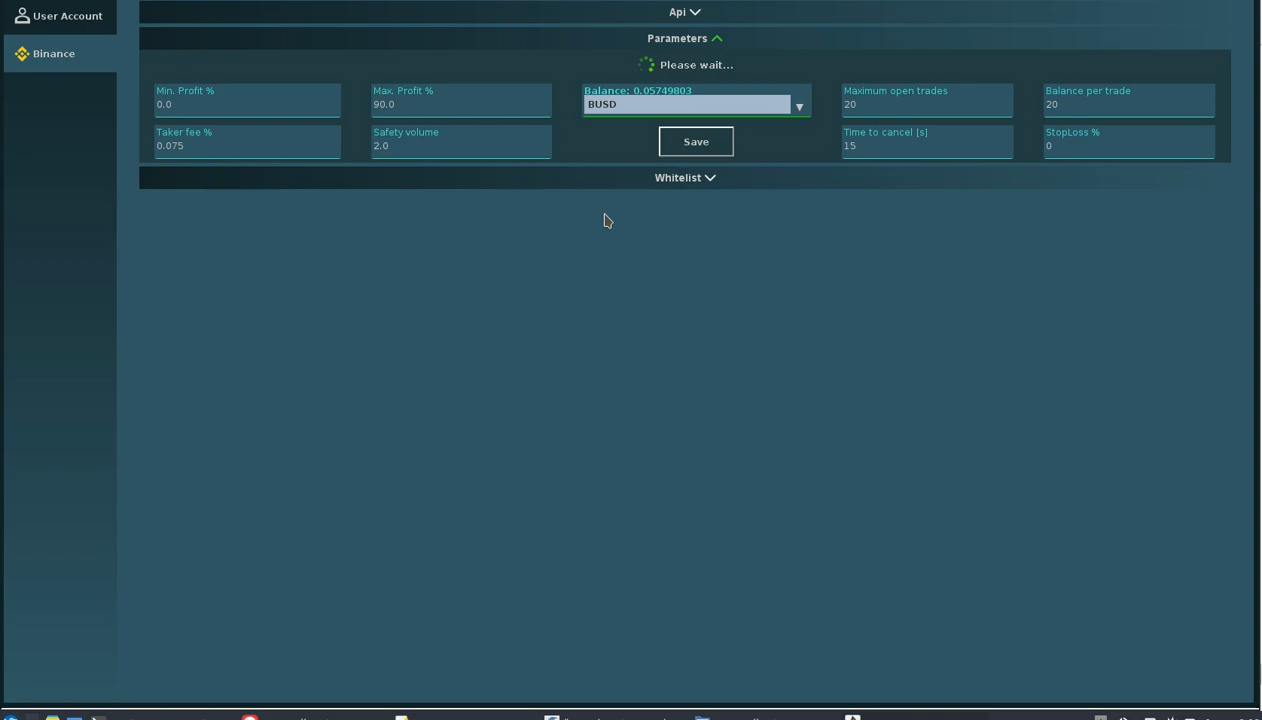 User Account
Binance
Api
Parameters
Please wait...
Min. Profit %
0.0
Max. Profit %
90.0
Balance: 0.05749803
BUSD
Maximum open trades
20
Balance per trade
20
Taker fee %
0.075
Safety volume
2.0
Save
Time to cancel [s]
15
StopLoss %
0
Whitelist